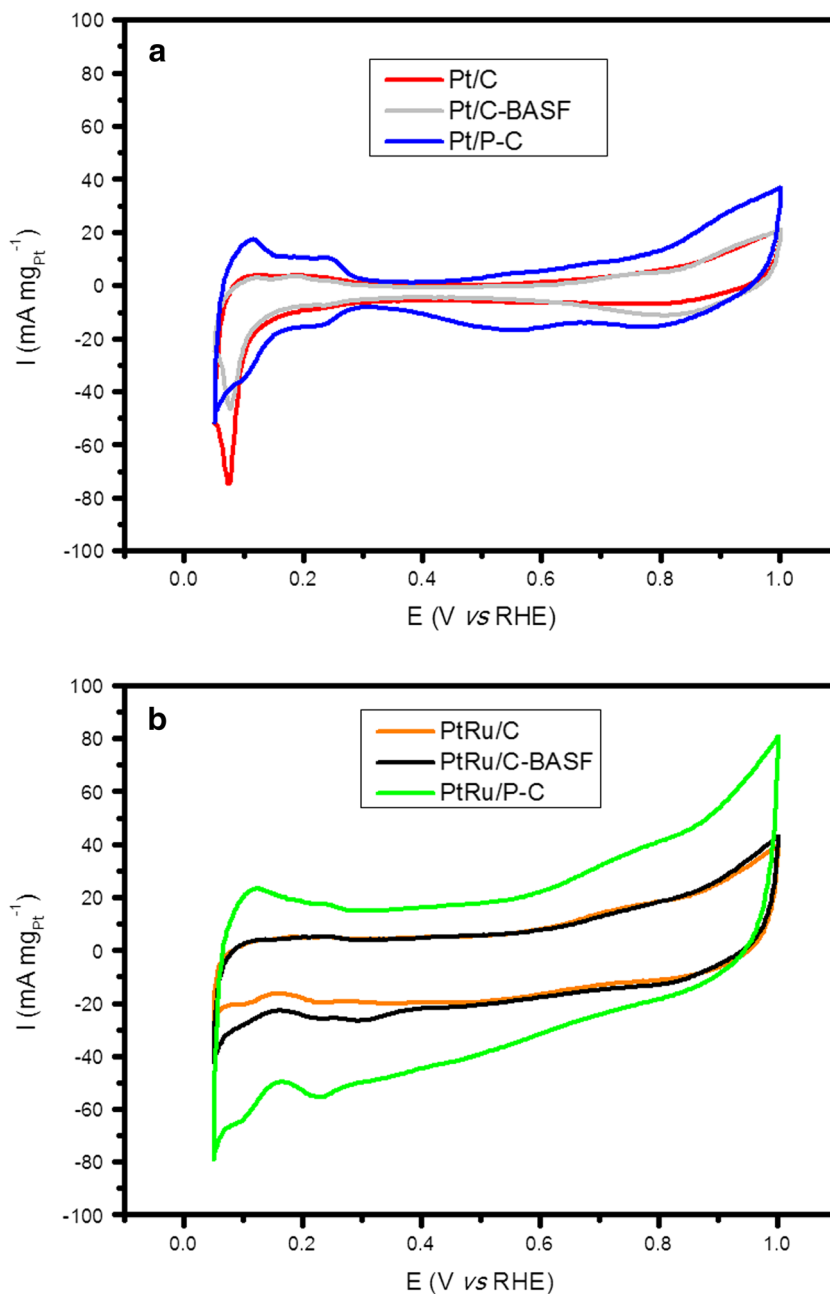 a
Pt/C
Pt/C-BASF
Pt/P-C
100
80
60
40
20
0
-20
-40
-60
-80
-100
I (mA mgPt-1)
0.0 0.2 0.4 0.6 0.8 1.0
E (V vs RHE)
b
PtRu/C
PtRu/C-BASF
PtRu/P-C
100
80
60
40
20
0
-20
-40
-60
-80
-100
I (mA mgPt-1)
0.0 0.2 0.4 0.6 0.8 1.0
E (V vs RHE)